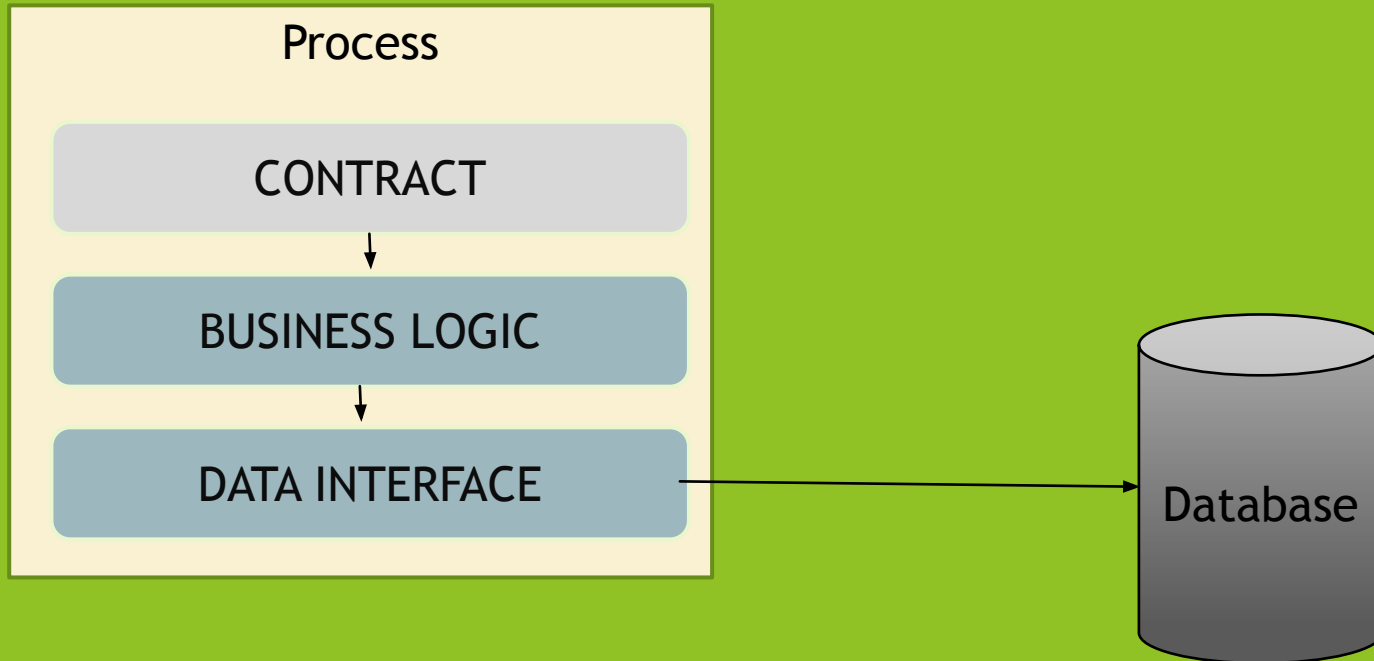 Process
CONTRACT
BUSINESS LOGIC
DATA INTERFACE
Database